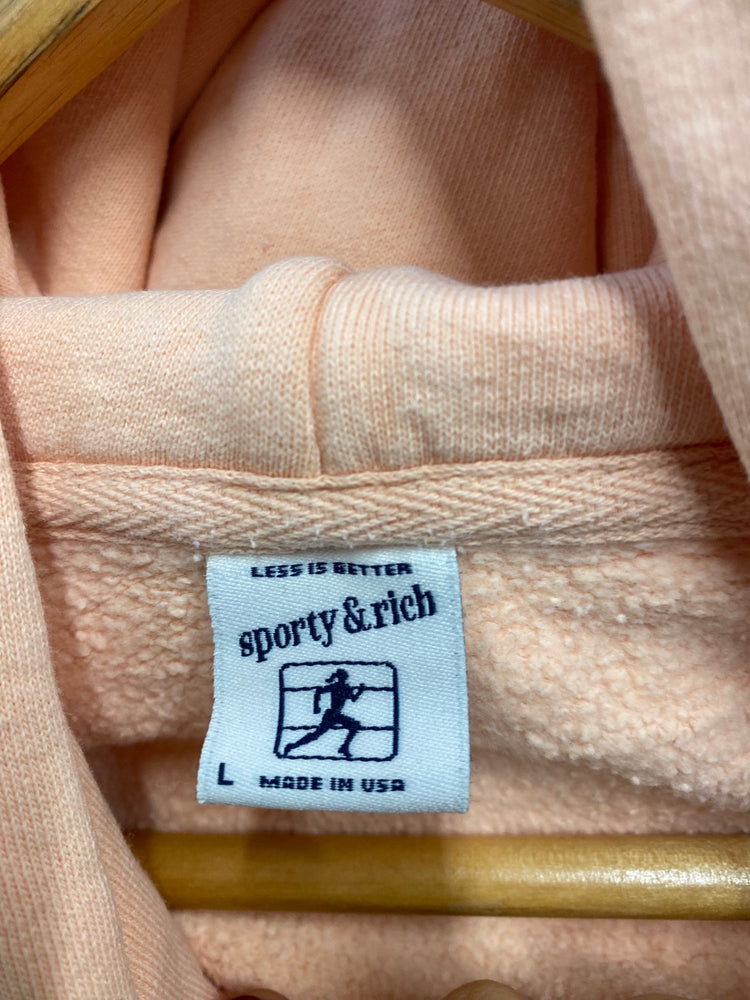 LESS IS BETTER
sporty & rich
L MADE IN USA